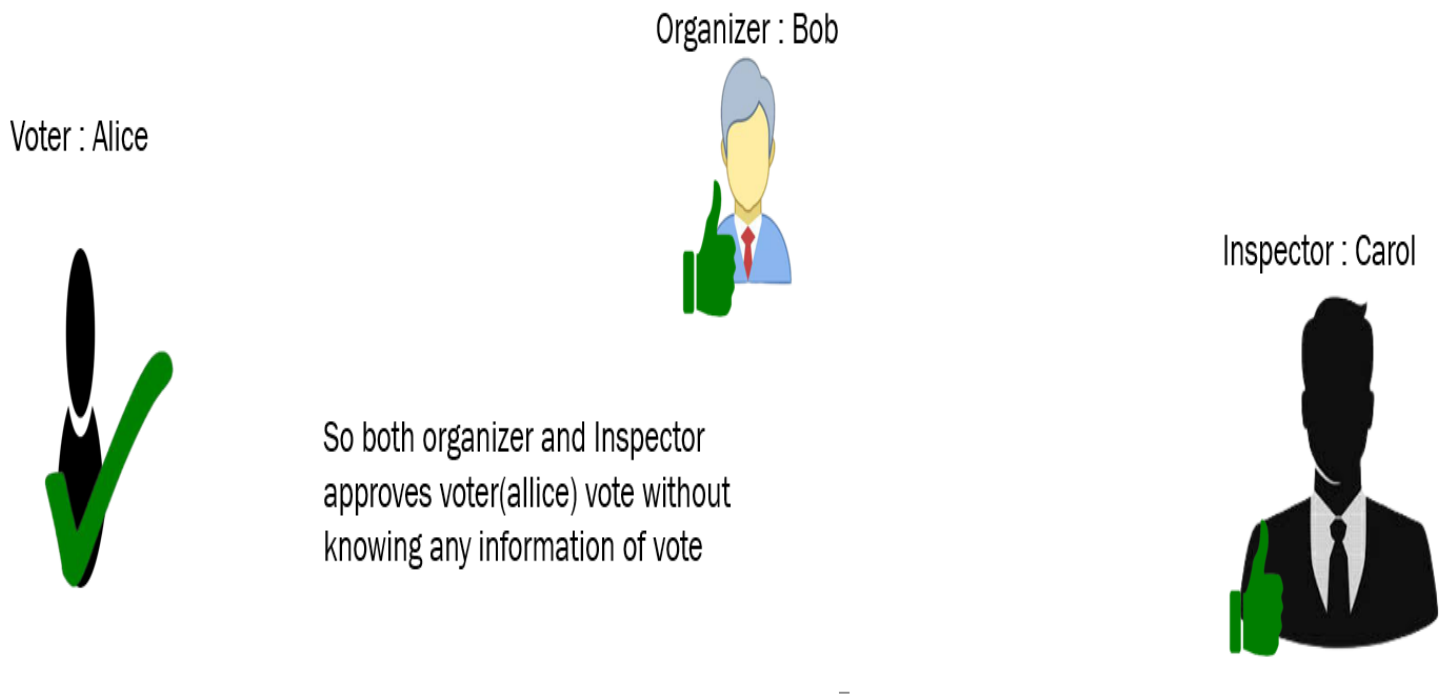 Organizer : Bob
Voter : Alice
Inspector : Carol
So both organizer and Inspector
approves voter(allice) vote without
knowing any information of vote